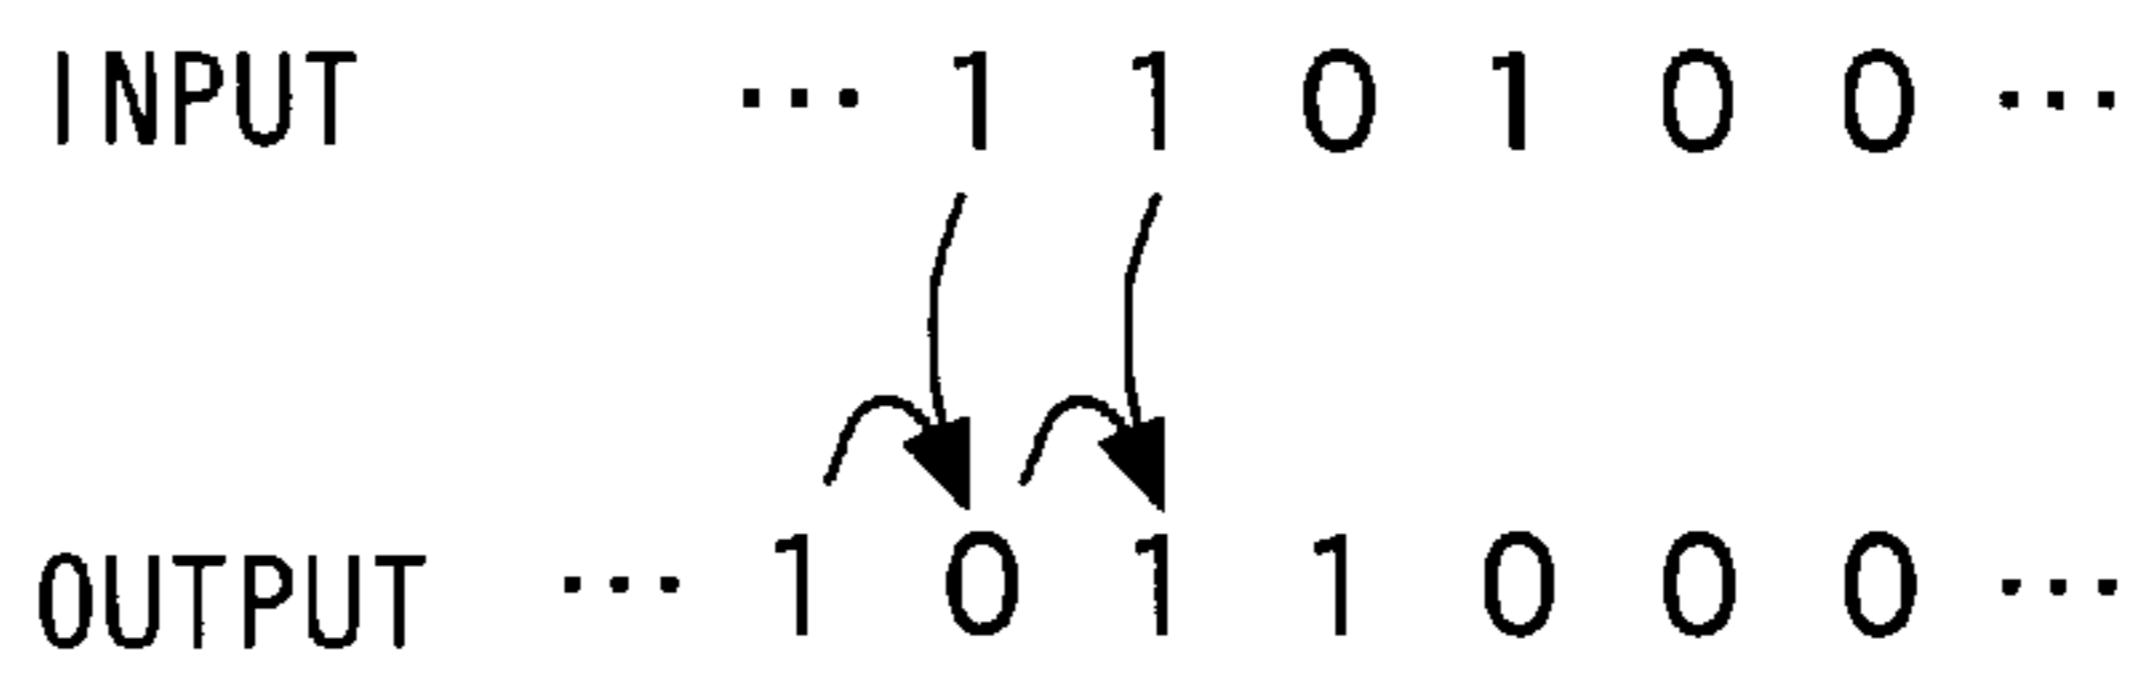 INPUT ··· 1 1 0 1 0 0 ···
OUTPUT ··· 1 0 1 1 0 0 0 ···